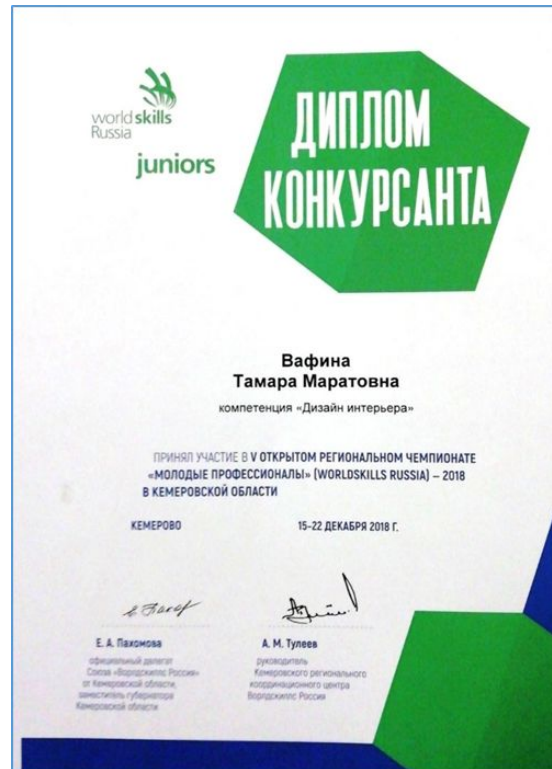 world skills
Russia
juniors
ДИПЛОМ
КОНКУРСАНТА
Вафина
Тамара Маратовна
компетенция «Дизайн интерьера»
ПРИНЯЛ УЧАСТИЕ В V ОТКРЫТОМ РЕГИОНАЛЬНОМ ЧЕМПИОНАТЕ
«МОЛОДЫЕ ПРОФЕССИОНАЛЫ» (WORLDSKILLS RUSSIA) – 2018
В КЕМЕРОВСКОЙ ОБЛАСТИ
КЕМЕРОВО 15–22 ДЕКАБРЯ 2018 Г.
Е. А. Пахомова
официальный делегат
Союза «Ворлдскиллс Россия»
от Кемеровской области,
заместитель губернатора
Кемеровской области
А. М. Тулеев
руководитель
Кемеровского регионального
координационного центра
Ворлдскиллс Россия